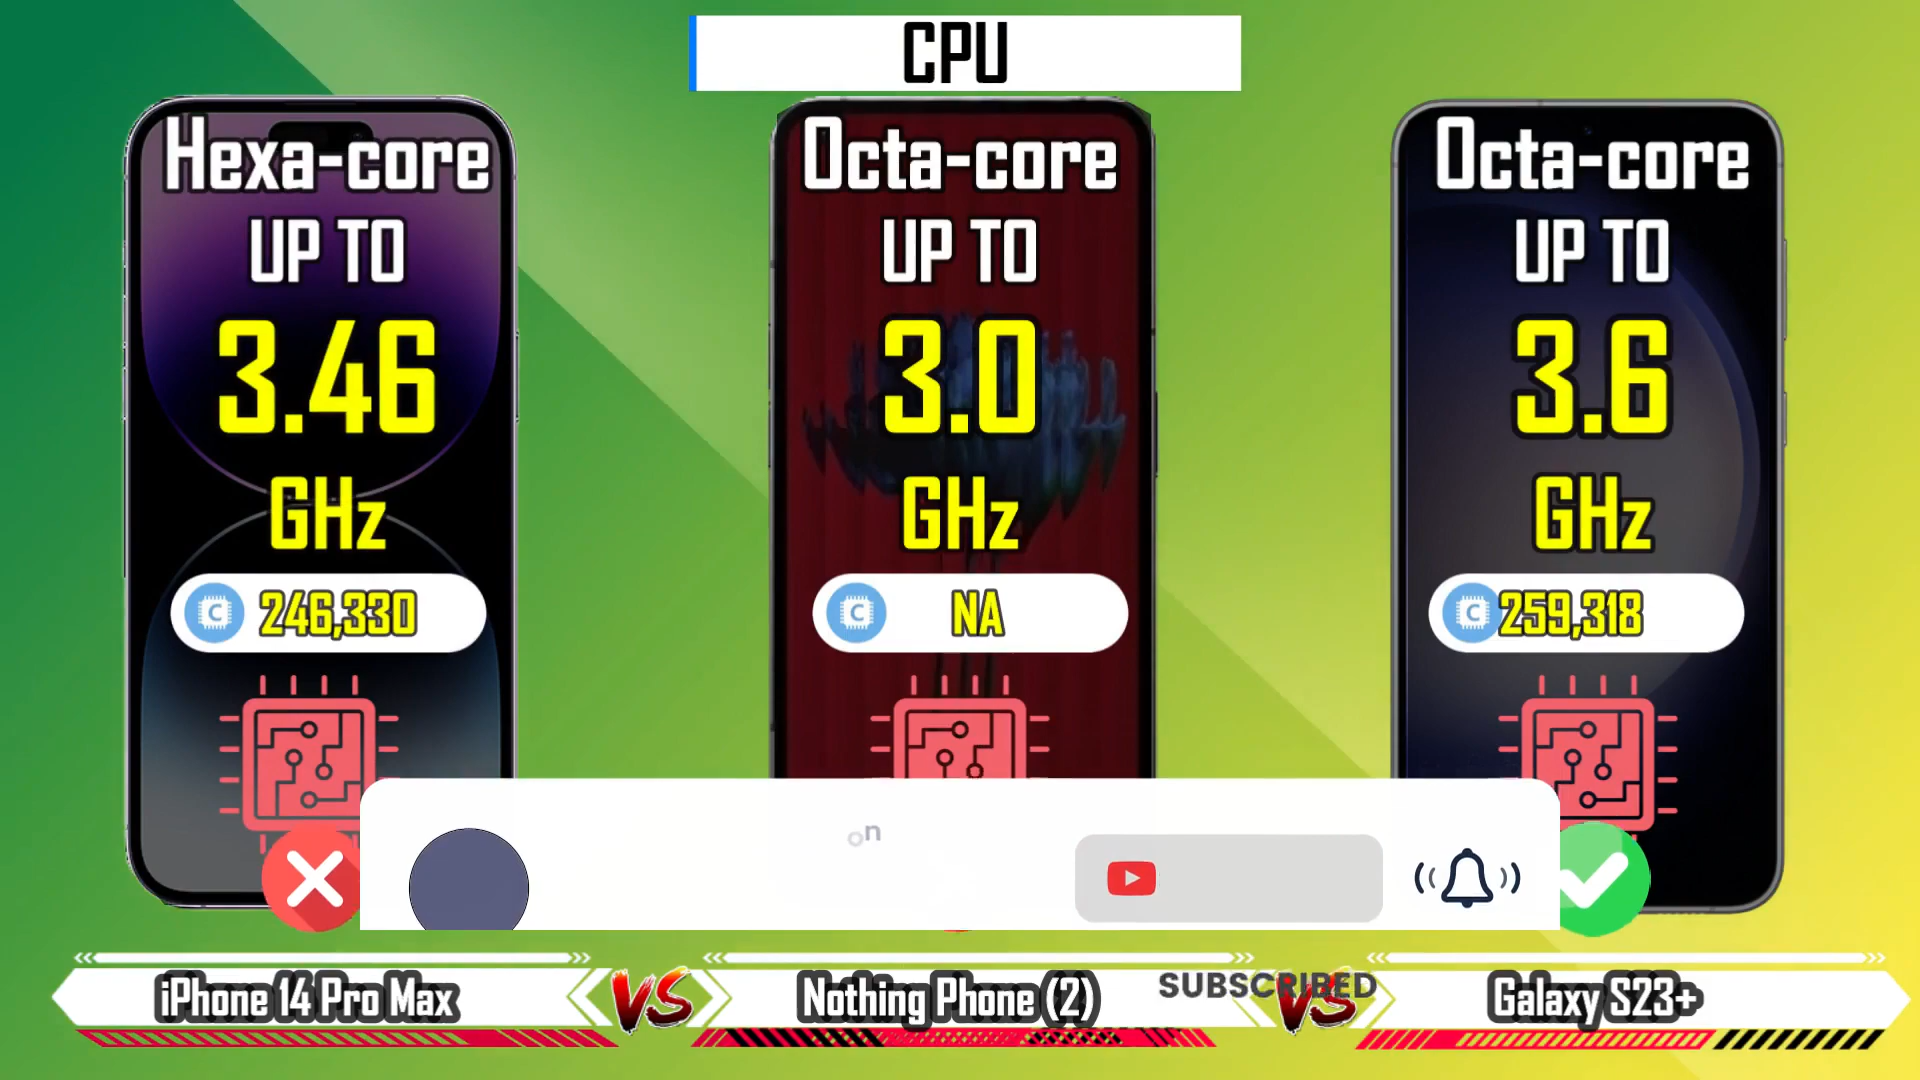 CPU
Hexa-core
UP TO
3.46
GHz
C 246,330
Octa-core
UP TO
3.0
GHz
C NA
Octa-core
UP TO
3.6
GHz
C 259,318
on
SUBSCRIBED
iPhone 14 Pro Max
VS
Nothing Phone (2)
VS
Galaxy S23+